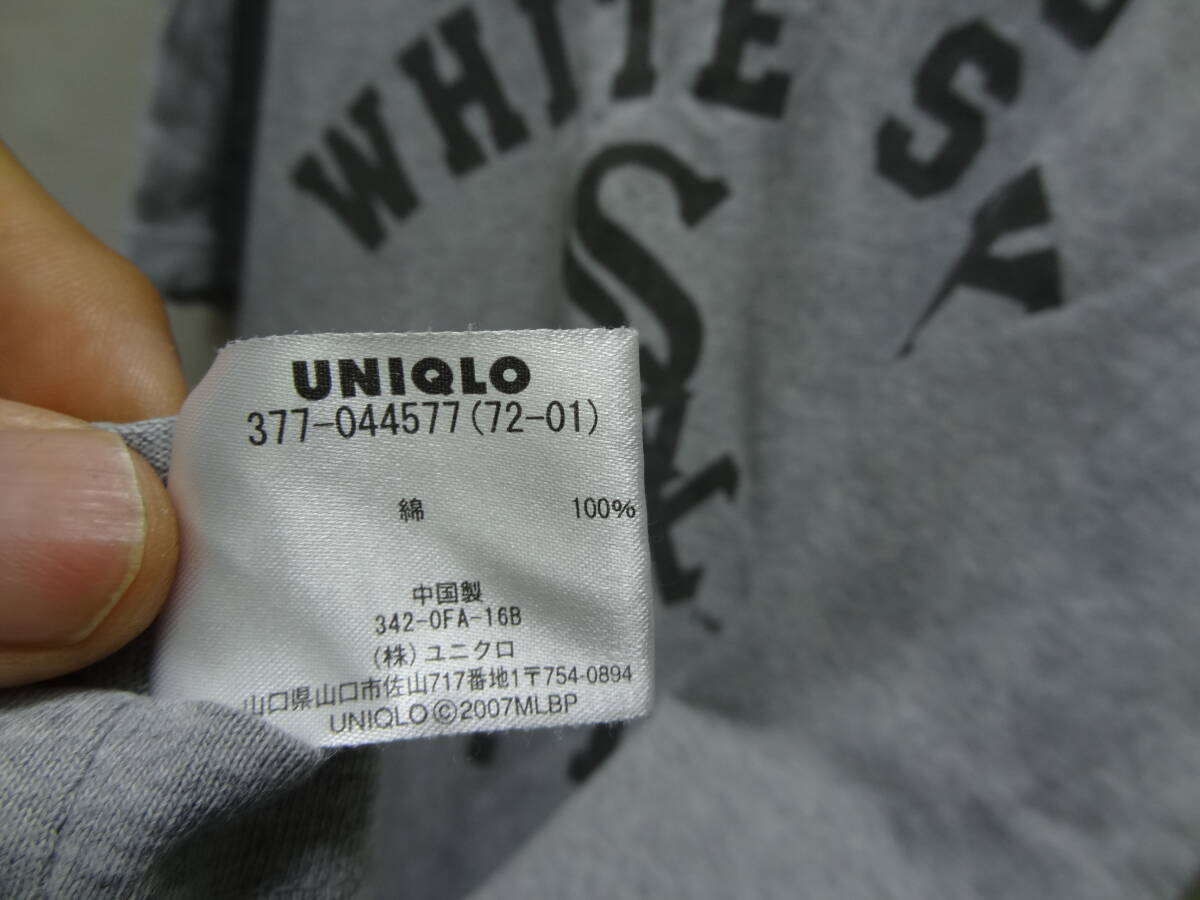 WHITE
UNIQLO
377-044577(72-01)
綿 100%
中国製
342-0FA-16B
(株)ユニクロ
山口県山口市佐山717番地1〒754-0894
UNIQLO©2007MLBP